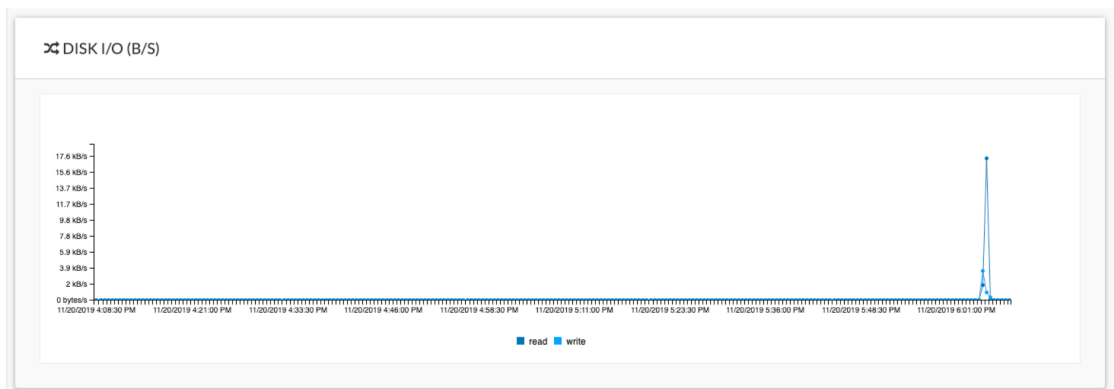 DISK I/O (B/S)
17.6 kB/s
15.6 kB/s
13.7 kB/s
11.7 kB/s
9.8 kB/s
7.8 kB/s
5.9 kB/s
3.9 kB/s
2 kB/s
0 bytes/s
11/20/2019 4:08:30 PM 11/20/2019 4:21:00 PM 11/20/2019 4:33:30 PM 11/20/2019 4:46:00 PM 11/20/2019 4:58:30 PM 11/20/2019 5:11:00 PM 11/20/2019 5:23:30 PM 11/20/2019 5:36:00 PM 11/20/2019 5:48:30 PM 11/20/2019 6:01:00 PM
read write